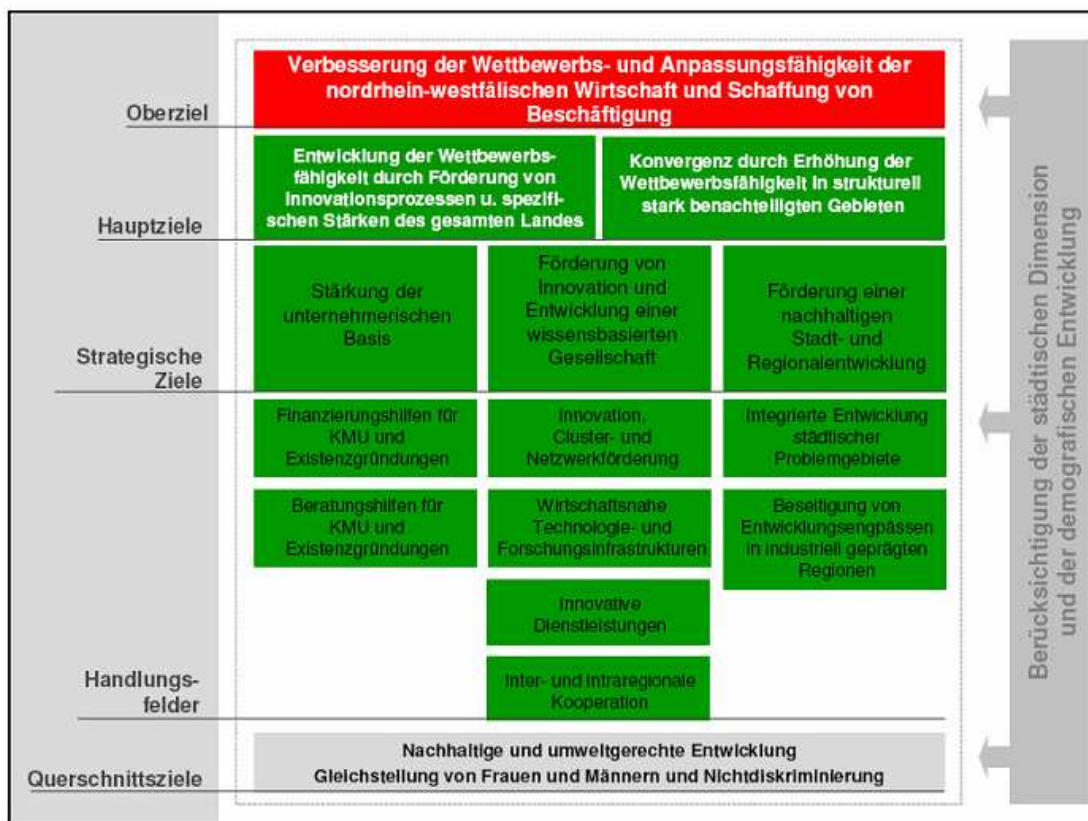 Oberziel
Verbesserung der Wettbewerbs- und Anpassungsfähigkeit der
nordrhein-westfälischen Wirtschaft und Schaffung von
Beschäftigung
Hauptziele
Entwicklung der Wettbewerbs-
fähigkeit durch Förderung von
Innovationsprozessen u. spezifi-
schen Stärken des gesamten Landes
Konvergenz durch Erhöhung der
Wettbewerbsfähigkeit in strukturell
stark benachteiligten Gebieten
Strategische
Ziele
Stärkung der
unternehmerischen
Basis
Förderung von
Innovation und
Entwicklung einer
wissensbasierten
Gesellschaft
Förderung einer
nachhaltigen
Stadt- und
Regionalentwicklung
Handlungs-
felder
Finanzierungshilfen für
KMU und
Existenzgründungen
Innovation,
Cluster- und
Netzwerkförderung
Integrierte Entwicklung
städtischer
Problemgebiete
Beratungshilfen für
KMU und
Existenzgründungen
Wirtschaftsnahe
Technologie- und
Forschungsinfrastrukturen
Beseitigung von
Entwicklungsengpässen
in industriell geprägten
Regionen
Innovative
Dienstleistungen
Inter- und intraregionale
Kooperation
Querschnittsziele
Nachhaltige und umweltgerechte Entwicklung
Gleichstellung von Frauen und Männern und Nichtdiskriminierung
Berücksichtigung der städtischen Dimension
und der demografischen Entwicklung